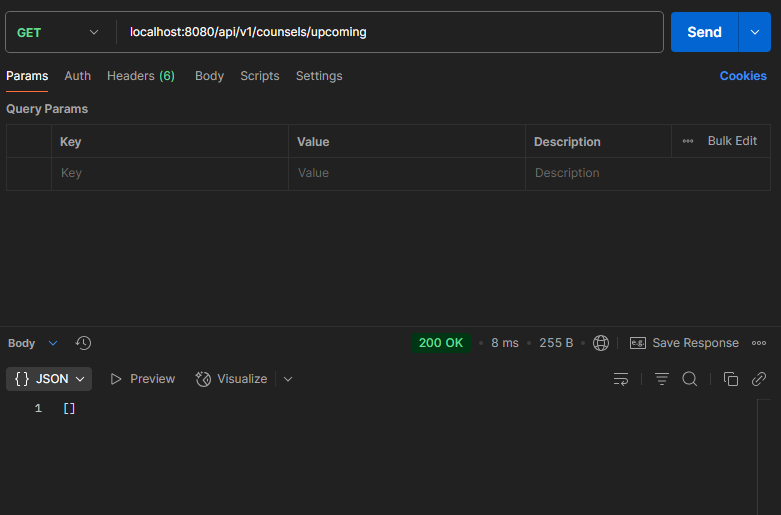 GET localhost:8080/api/v1/counsels/upcoming Send
Params Auth Headers (6) Body Scripts Settings Cookies
Query Params
Key Value Description Bulk Edit
Key Value Description
Body 200 OK • 8 ms • 255 B e.g. Save Response
{} JSON Preview Visualize
1 []